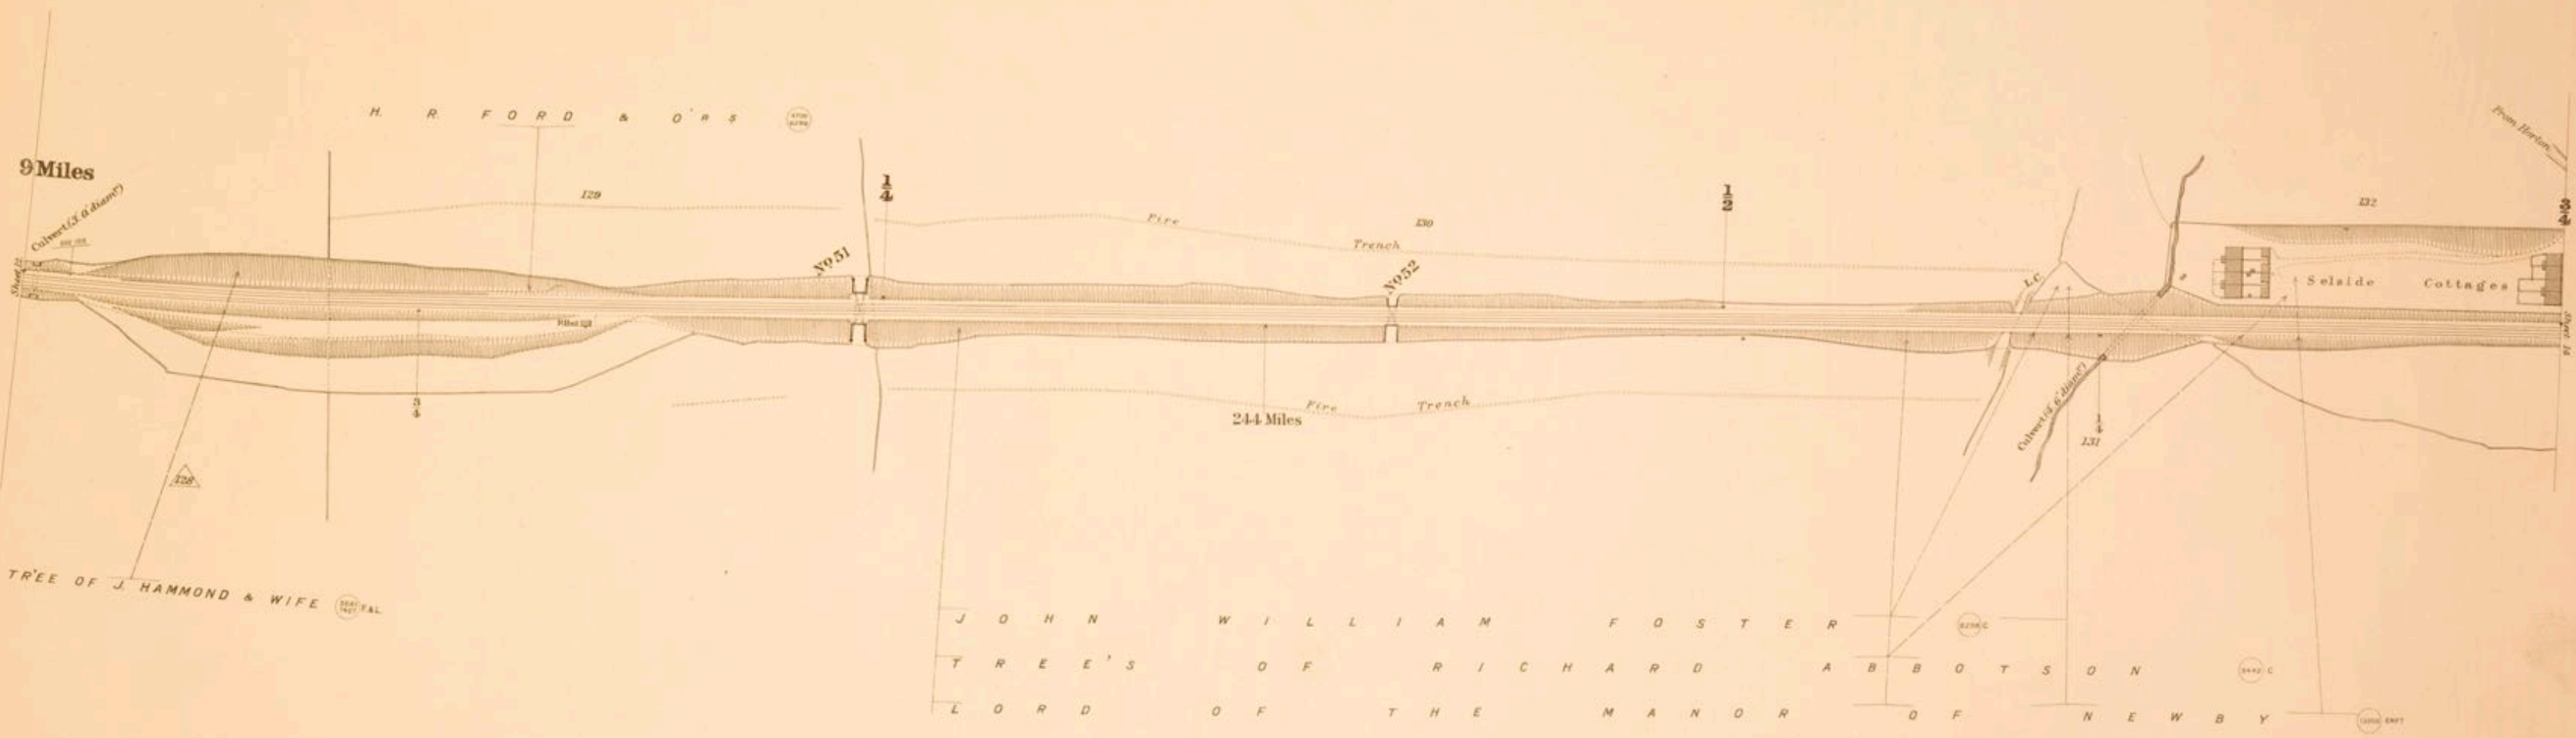 H. R. FORD & O'RS
9 Miles
Culvert (3' 6" diamr)
129
1/4
Fire Trench
130
1/2
132
From Horton
3/4
No 51
No 52
L.C.
Selside Cottages
Sheet 12
3/4
Fire Trench
244 Miles
Culvert (3' 6" diamr)
1/4
131
128
TR'EE OF J. HAMMOND & WIFE
F&L
JOHN WILLIAM FOSTER
TREE'S OF RICHARD ABBOTSON
LORD OF THE MANOR OF NEWBY